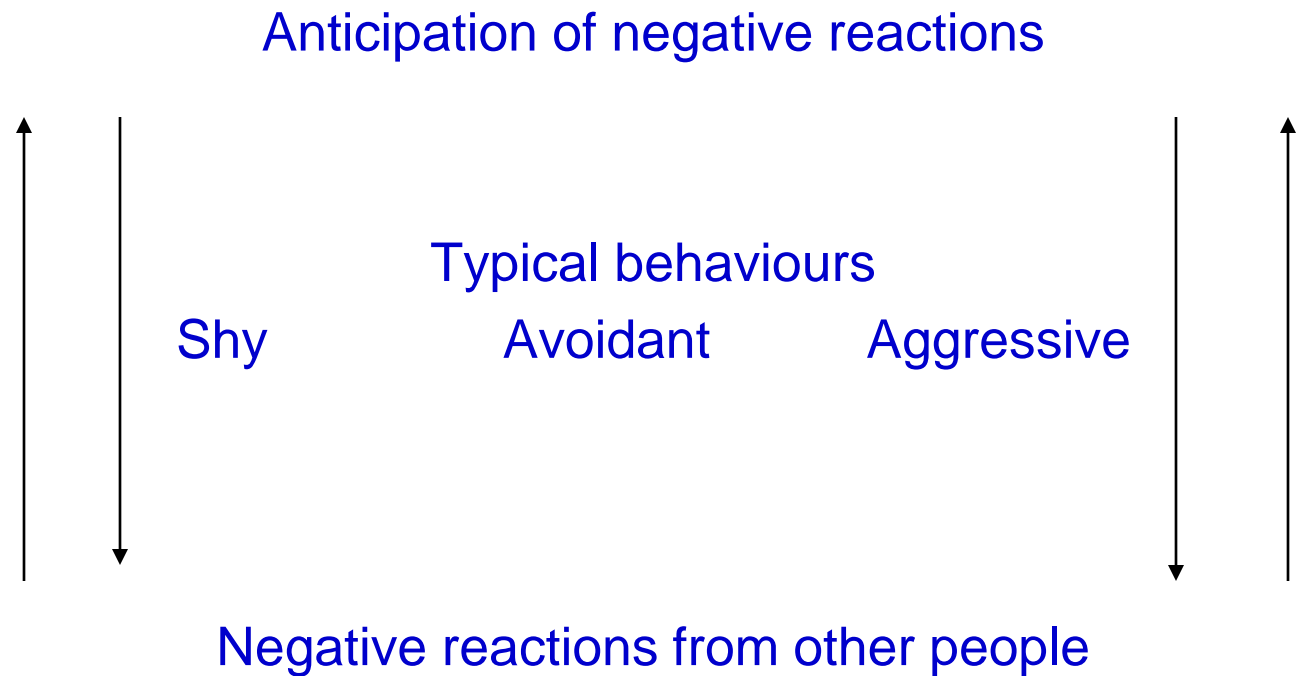 Anticipation of negative reactions
Typical behaviours
Shy Avoidant Aggressive
Negative reactions from other people